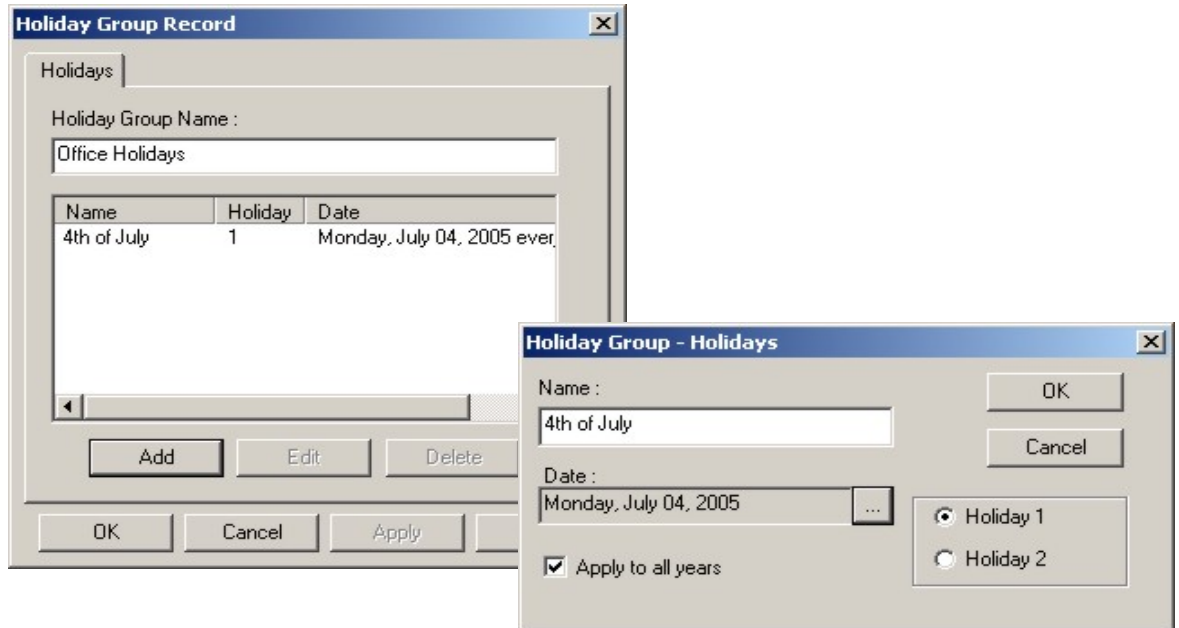 Holiday Group Record
Holidays
Holiday Group Name :
Office Holidays
Name Holiday Date
4th of July 1 Monday, July 04, 2005 ever
Add Edit Delete
OK Cancel Apply
Holiday Group - Holidays
Name :
4th of July
OK
Cancel
Date :
Monday, July 04, 2005 ...
Holiday 1
Holiday 2
Apply to all years